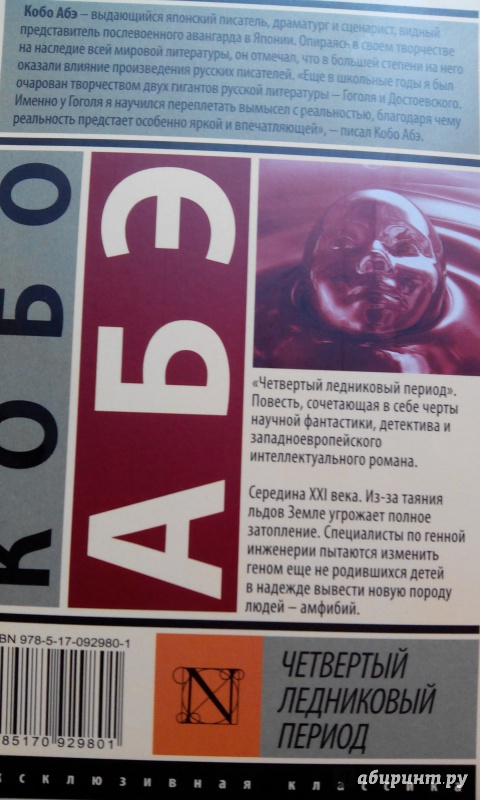 Кобо Абэ – выдающийся японский писатель, драматург и сценарист, видный
представитель послевоенного авангарда в Японии. Опираясь в своем творчестве
на наследие всей мировой литературы, он отмечал, что в большей степени на него
оказали влияние произведения русских писателей. «Еще в школьные годы я был
очарован творчеством двух гигантов русской литературы – Гоголя и Достоевского.
Именно у Гоголя я научился переплетать вымысел с реальностью, благодаря чему
реальность предстает особенно яркой и впечатляющей», – писал Кобо Абэ.
КОБО
АБЭ
«Четвертый ледниковый период».
Повесть, сочетающая в себе черты
научной фантастики, детектива и
западноевропейского
интеллектуального романа.
Середина XXI века. Из-за таяния
льдов Земле угрожает полное
затопление. Специалисты по генной
инженерии пытаются изменить
геном еще не родившихся детей
в надежде вывести новую породу
людей – амфибий.
BN 978-5-17-092980-1
85170 929801
N
ЧЕТВЕРТЫЙ
ЛЕДНИКОВЫЙ
ПЕРИОД
ксклюзивная классика
лабиринт.ру